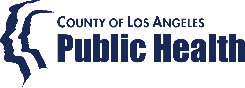 COUNTY OF LOS ANGELES
Public Health